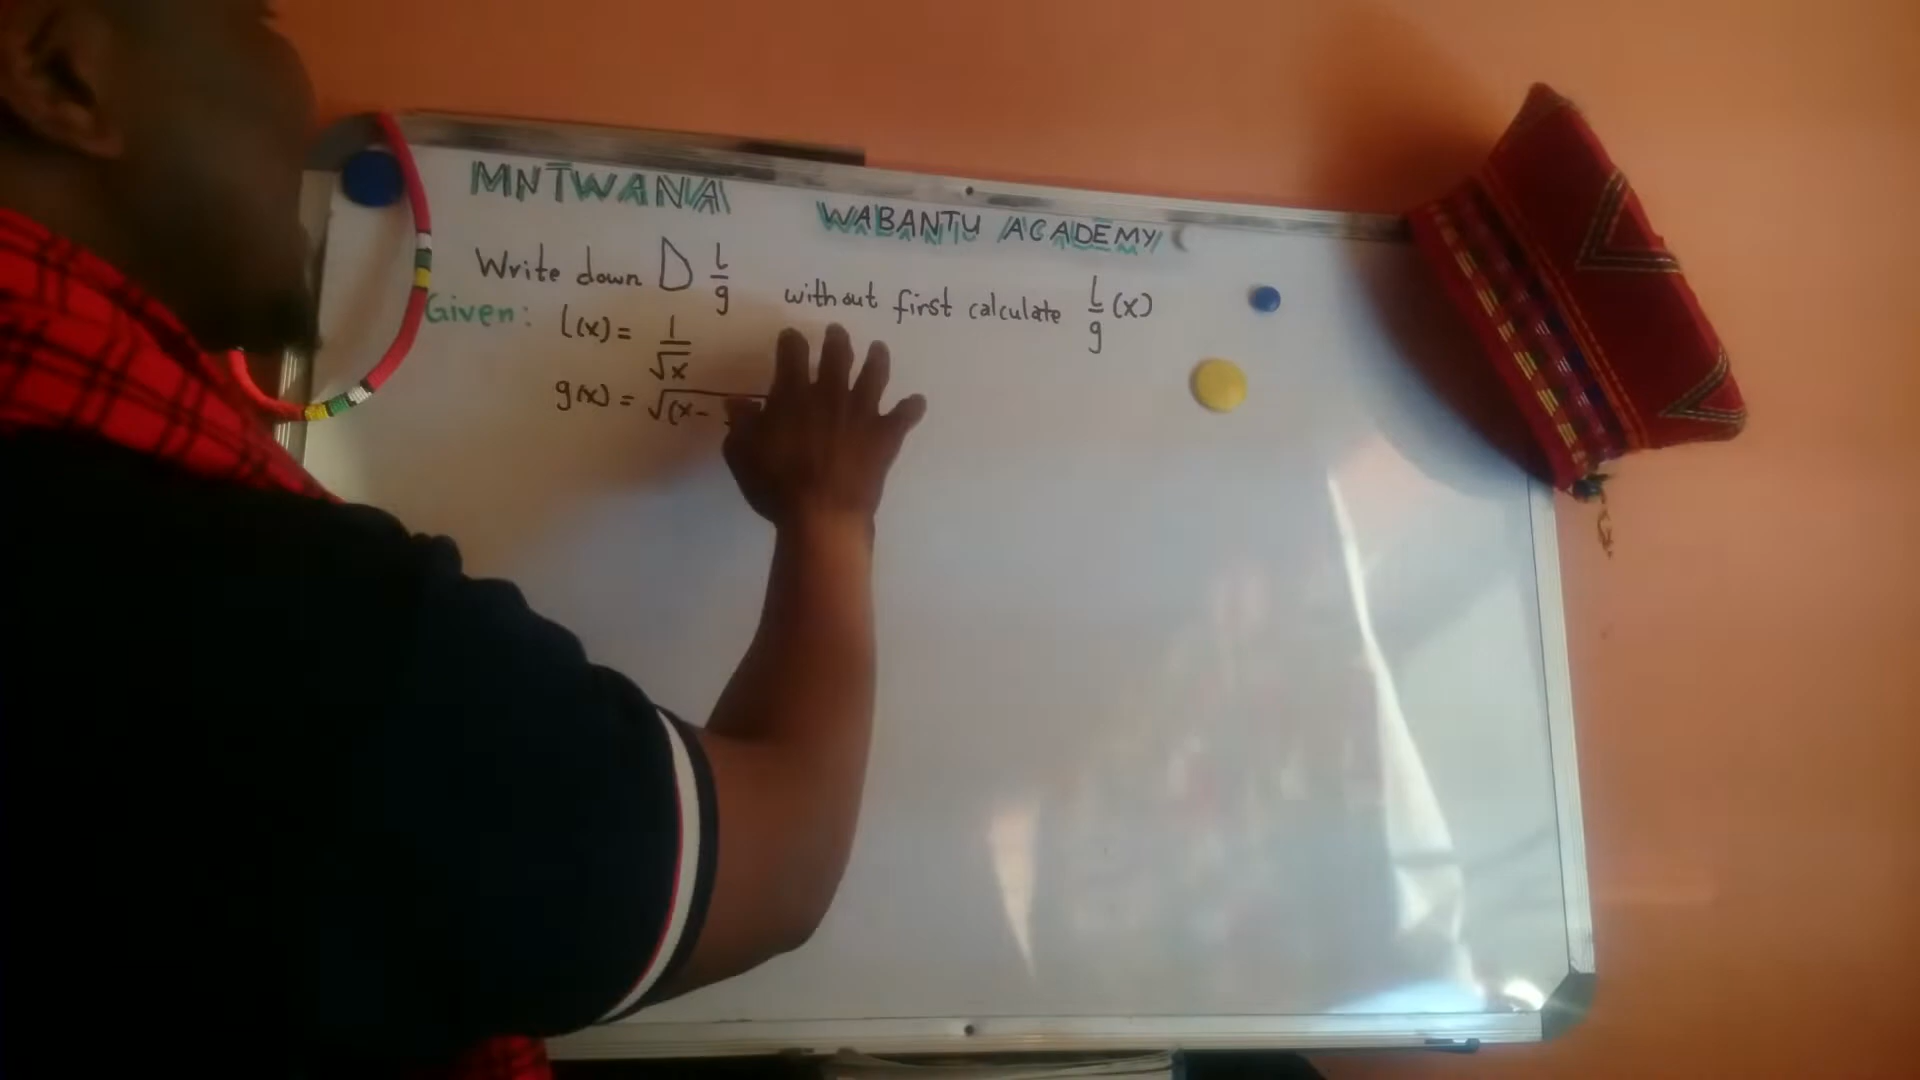 MNTWANA WABANTU ACADEMY
Write down D l/g without first calculate l/g (x)
Given: l(x) = 1/√x
g(x) = √(x-